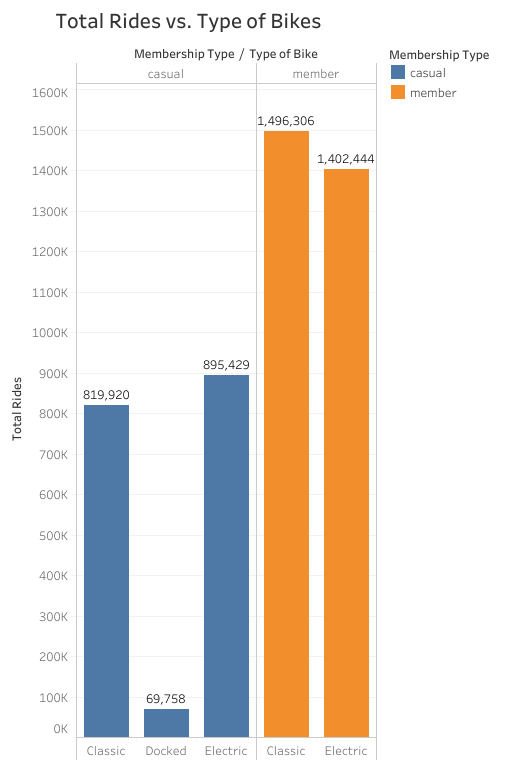 Total Rides vs. Type of Bikes
Membership Type / Type of Bike
casual
member
Membership Type
casual
member
Total Rides
1600K
1500K
1400K
1300K
1200K
1100K
1000K
900K
800K
700K
600K
500K
400K
300K
200K
100K
0K
819,920
69,758
895,429
1,496,306
1,402,444
Classic
Docked
Electric
Classic
Electric